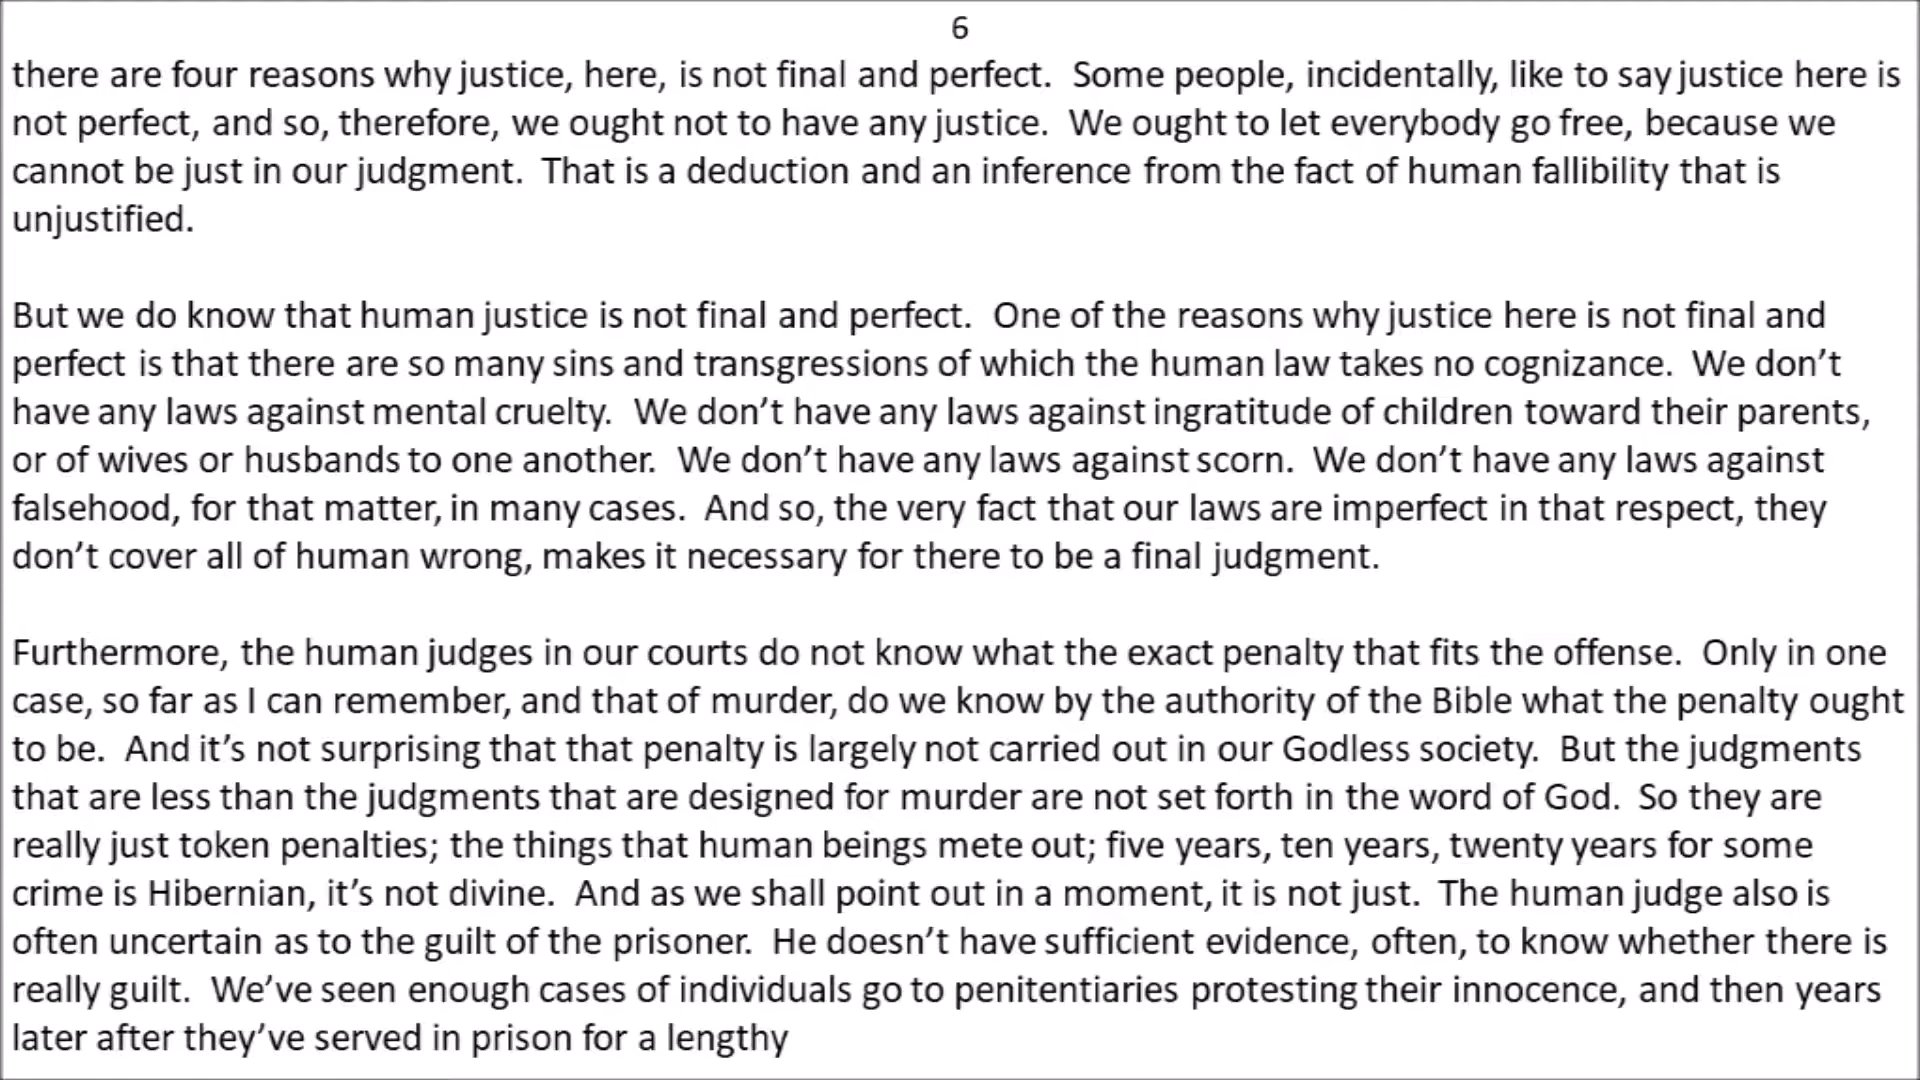 6
there are four reasons why justice, here, is not final and perfect.  Some people, incidentally, like to say justice here is
not perfect, and so, therefore, we ought not to have any justice.  We ought to let everybody go free, because we
cannot be just in our judgment.  That is a deduction and an inference from the fact of human fallibility that is
unjustified.

But we do know that human justice is not final and perfect.  One of the reasons why justice here is not final and
perfect is that there are so many sins and transgressions of which the human law takes no cognizance.  We don’t
have any laws against mental cruelty.  We don’t have any laws against ingratitude of children toward their parents,
or of wives or husbands to one another.  We don’t have any laws against scorn.  We don’t have any laws against
falsehood, for that matter, in many cases.  And so, the very fact that our laws are imperfect in that respect, they
don’t cover all of human wrong, makes it necessary for there to be a final judgment.

Furthermore, the human judges in our courts do not know what the exact penalty that fits the offense.  Only in one
case, so far as I can remember, and that of murder, do we know by the authority of the Bible what the penalty ought
to be.  And it’s not surprising that that penalty is largely not carried out in our Godless society.  But the judgments
that are less than the judgments that are designed for murder are not set forth in the word of God.  So they are
really just token penalties; the things that human beings mete out; five years, ten years, twenty years for some
crime is Hibernian, it’s not divine.  And as we shall point out in a moment, it is not just.  The human judge also is
often uncertain as to the guilt of the prisoner.  He doesn’t have sufficient evidence, often, to know whether there is
really guilt.  We’ve seen enough cases of individuals go to penitentiaries protesting their innocence, and then years
later after they’ve served in prison for a lengthy